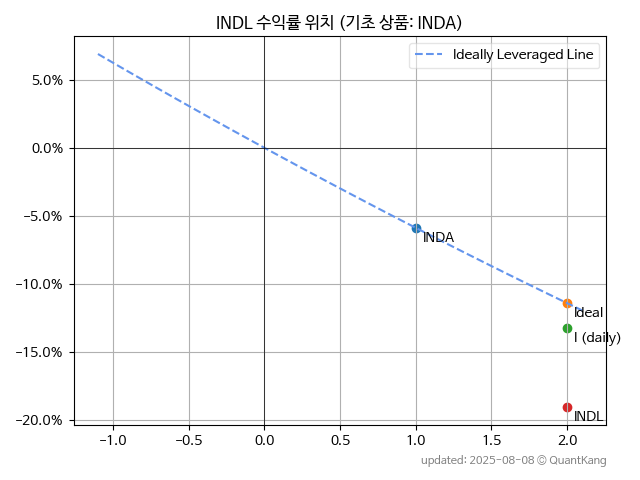 INDL 수익률 위치 (기초 상품: INDA)
Ideally Leveraged Line
5.0%
0.0%
−5.0%
INDA
−10.0%
Ideal
I (daily)
−15.0%
INDL
−20.0%
−1.0 −0.5 0.0 0.5 1.0 1.5 2.0
updated: 2025-08-08 © QuantKang